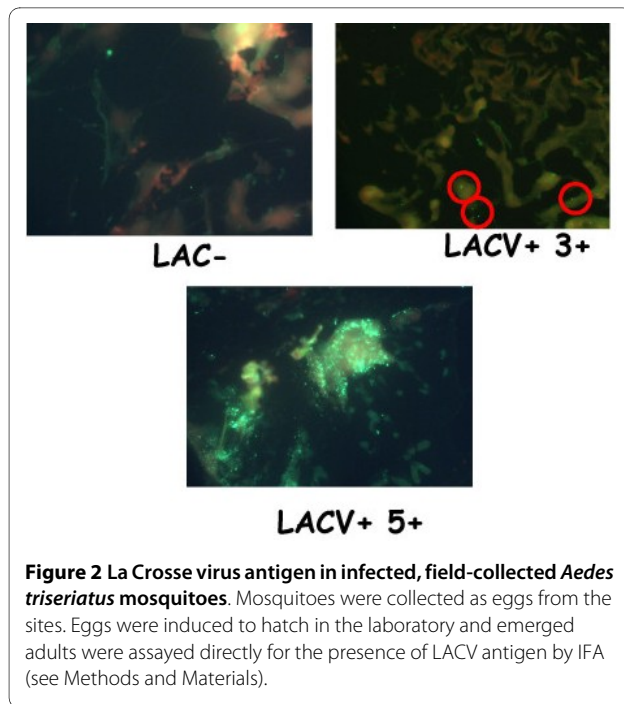 LAC-
LACV+ 3+
LACV+ 5+
Figure 2 La Crosse virus antigen in infected, field-collected Aedes
triseriatus mosquitoes. Mosquitoes were collected as eggs from the
sites. Eggs were induced to hatch in the laboratory and emerged
adults were assayed directly for the presence of LACV antigen by IFA
(see Methods and Materials).